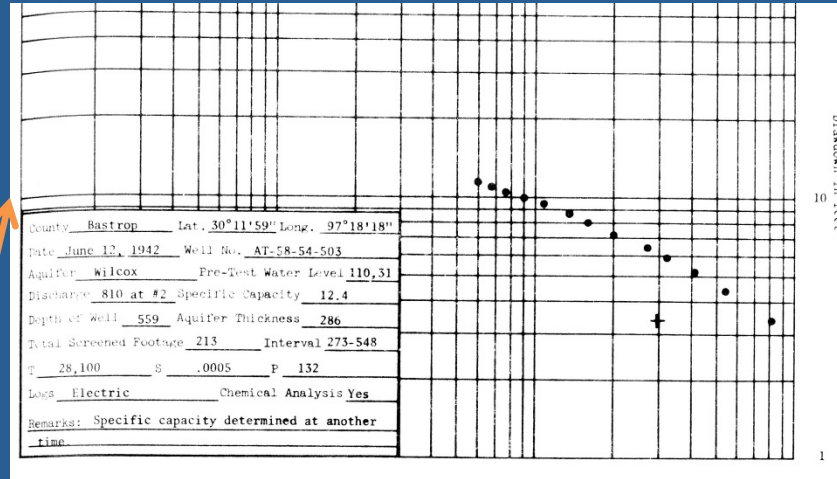 10
County Bastrop Lat. 30°11'59" Long. 97°18'18"
Date June 12, 1942 Well No. AT-58-54-503
Aquifer Wilcox Pre-Test Water Level 110,31
Discharge 810 at #2 Specific Capacity 12.4
Depth of Well 559 Aquifer Thickness 286
Total Screened Footage 213 Interval 273-548
T 28,100 S .0005 P 132
Logs Electric Chemical Analysis Yes
Remarks: Specific capacity determined at another
time.
1